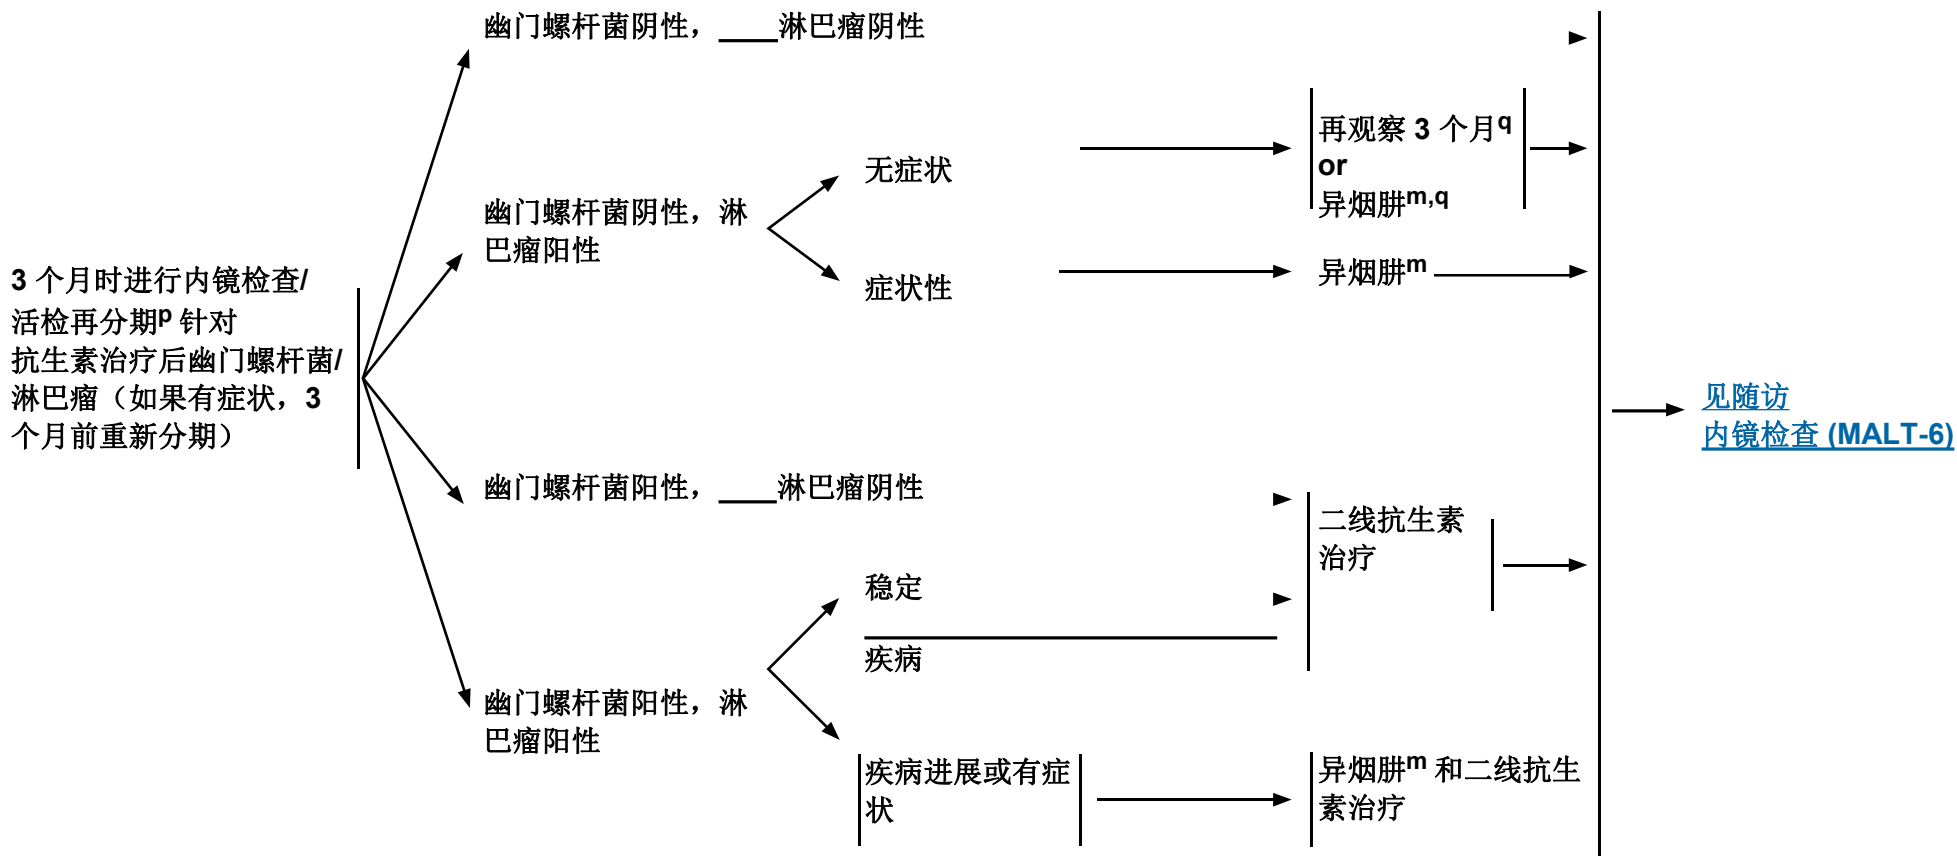 幽门螺杆菌阴性，____淋巴瘤阴性
再观察 3 个月q
or
异烟肼m,q
无症状
幽门螺杆菌阴性，淋
巴瘤阳性
症状性
异烟肼m
3 个月时进行内镜检查/
活检再分期p 针对
抗生素治疗后幽门螺杆菌/
淋巴瘤（如果有症状，3
个月前重新分期）
见随访
内镜检查 (MALT-6)
幽门螺杆菌阳性，____淋巴瘤阴性
二线抗生素
治疗
稳定
疾病
幽门螺杆菌阳性，淋
巴瘤阳性
疾病进展或有症
状
异烟肼m 和二线抗生
素治疗